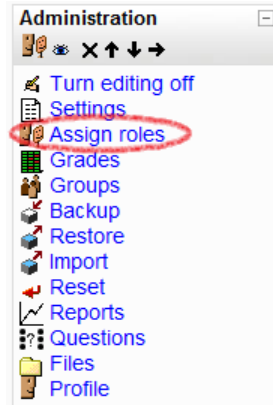 Administration
Turn editing off
Settings
Assign roles
Grades
Groups
Backup
Restore
Import
Reset
Reports
Questions
Files
Profile